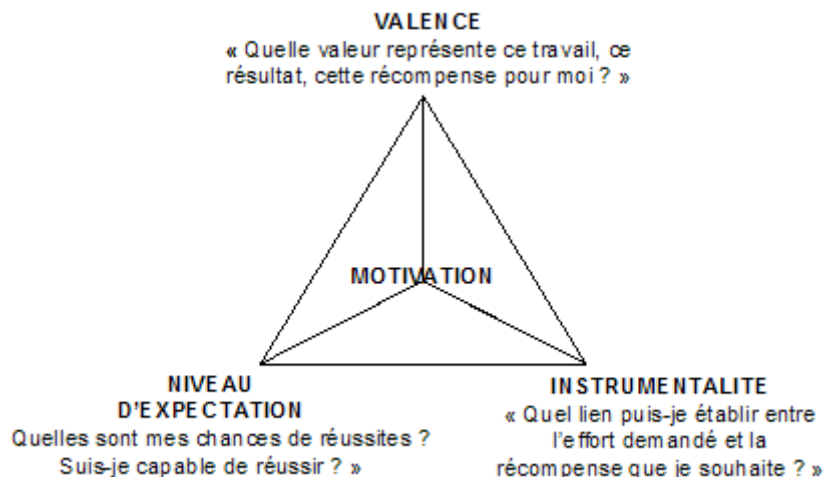 VALENCE
« Quelle valeur représente ce travail, ce
résultat, cette récompense pour moi ? »
MOTIVATION
NIVEAU
D'EXPECTATION
Quelles sont mes chances de réussites ?
Suis-je capable de réussir ? »
INSTRUMENTALITE
« Quel lien puis-je établir entre
l'effort demandé et la
récompense que je souhaite ? »